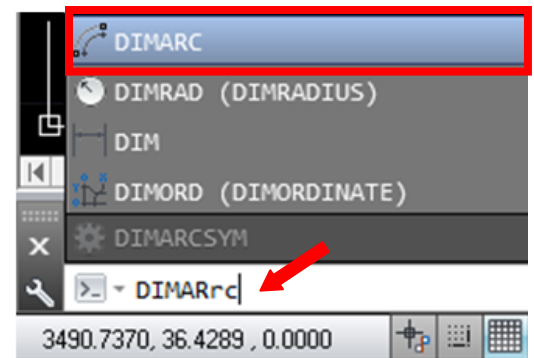 DIMARC
DIMRAD (DIMRADIUS)
DIM
DIMORD (DIMORDINATE)
DIMARCSYM
DIMARrc
3490.7370, 36.4289 , 0.0000